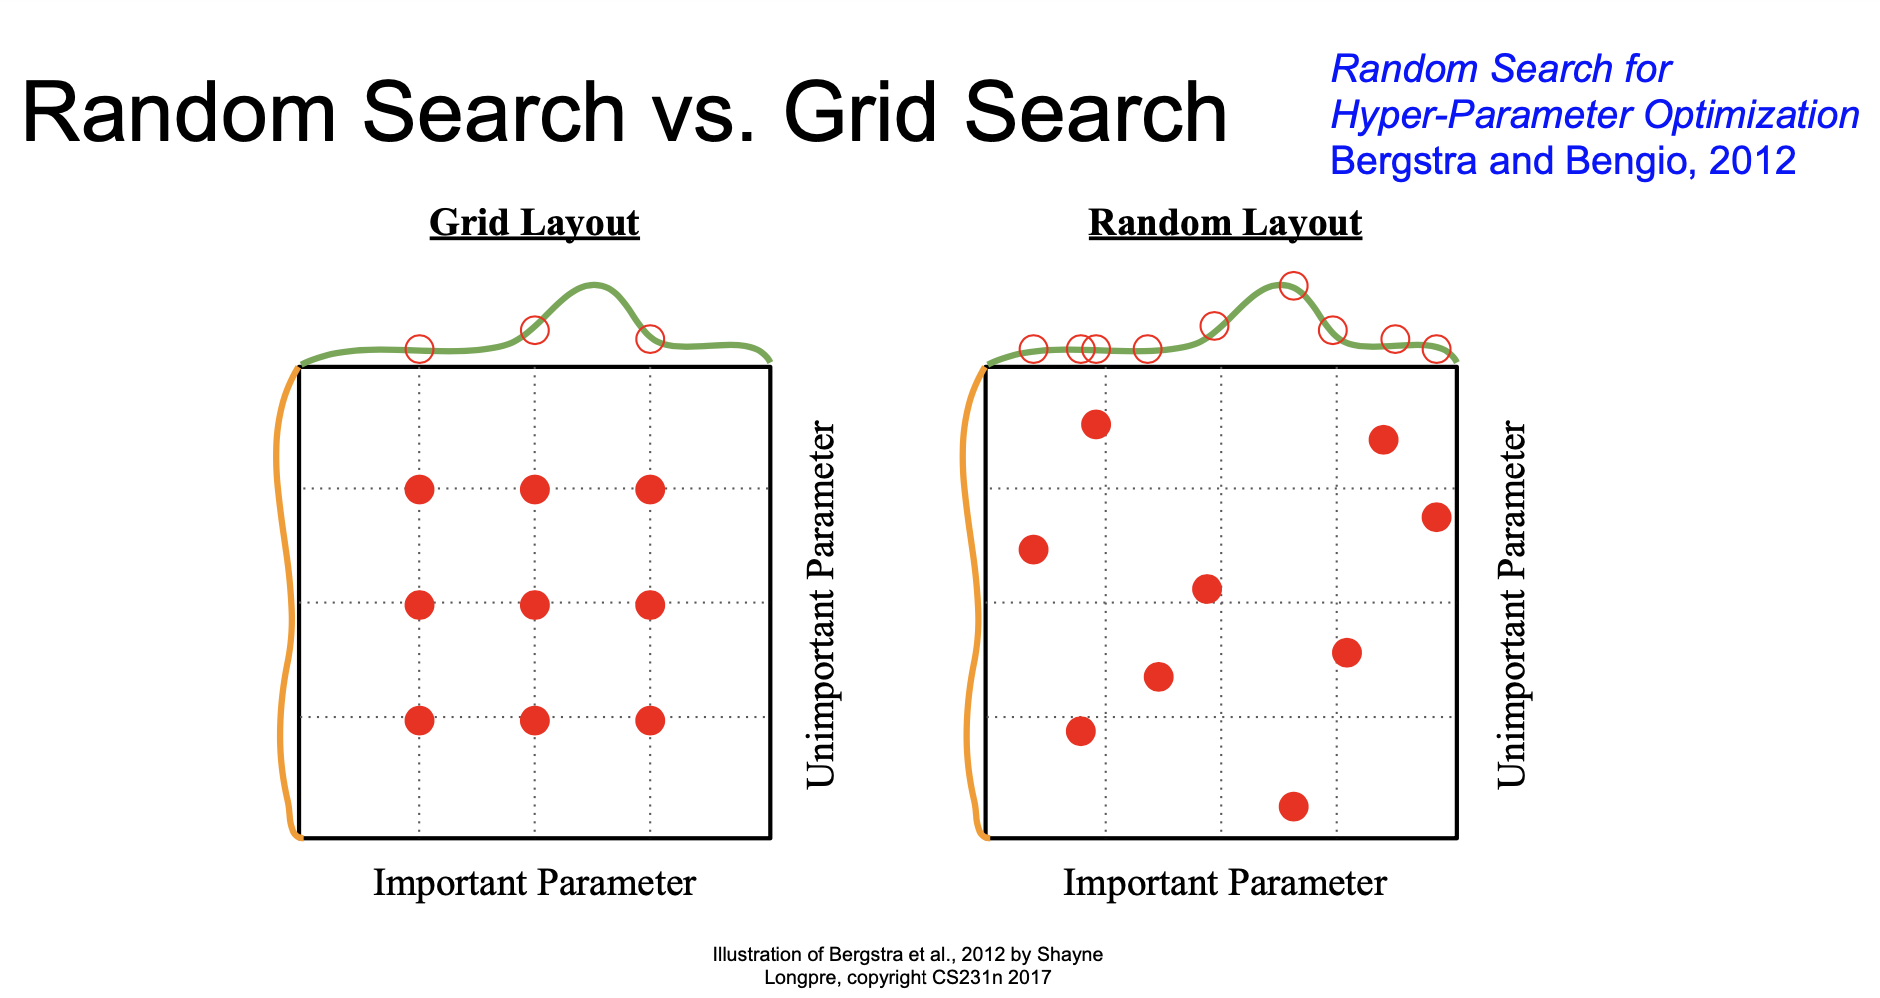 Random Search vs. Grid Search
Random Search for
Hyper-Parameter Optimization
Bergstra and Bengio, 2012
Grid Layout
Unimportant Parameter
Important Parameter
Random Layout
Unimportant Parameter
Important Parameter
Illustration of Bergstra et al., 2012 by Shayne
Longpre, copyright CS231n 2017